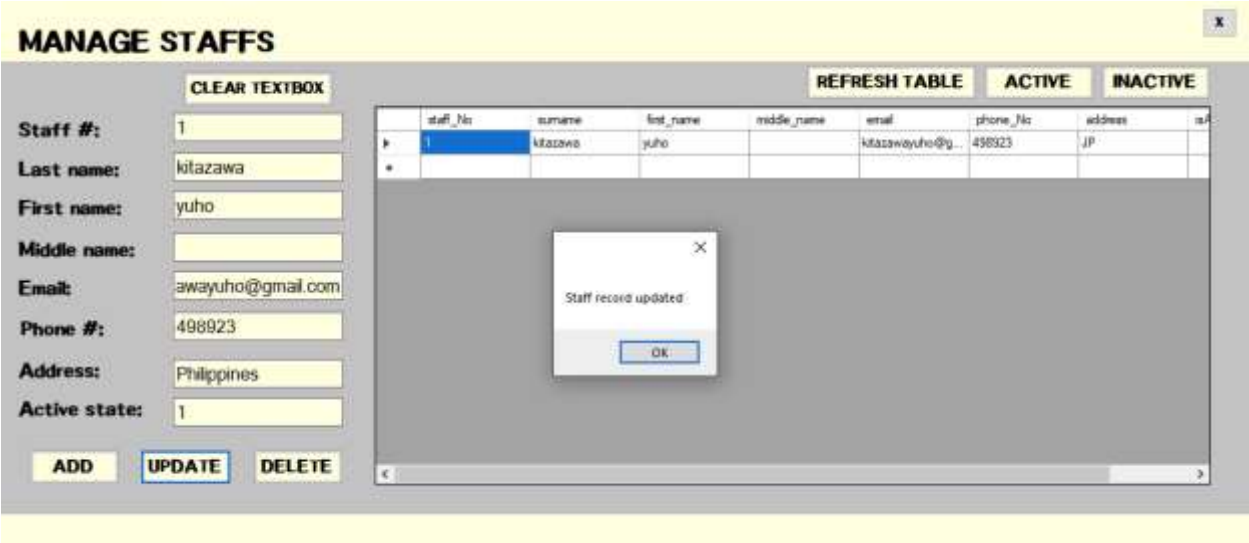 X
MANAGE STAFFS
CLEAR TEXTBOX
REFRESH TABLE ACTIVE INACTIVE
Staff #: 1
Last name: kitazawa
First name: yuho
Middle name:
Email: awayuho@gmail.com
Phone #: 498923
Address: Philippines
Active state: 1
ADD UPDATE DELETE
staff_No surname first_name middle_name email phone_No address isA
1 kitazawa yuho kitazawayuho@g... 498923 JP
Staff record updated
OK